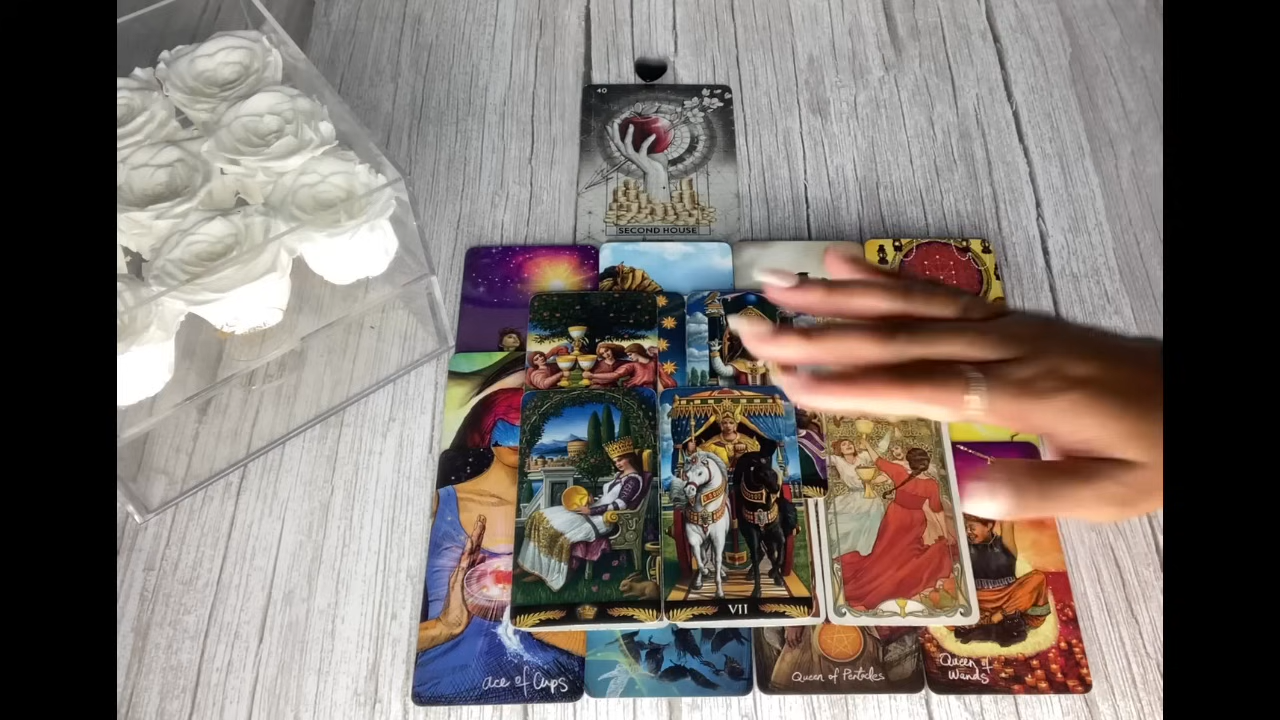 40
SECOND HOUSE
VII
ace of Cups
Queen of Pentacles
Queen of
Wands